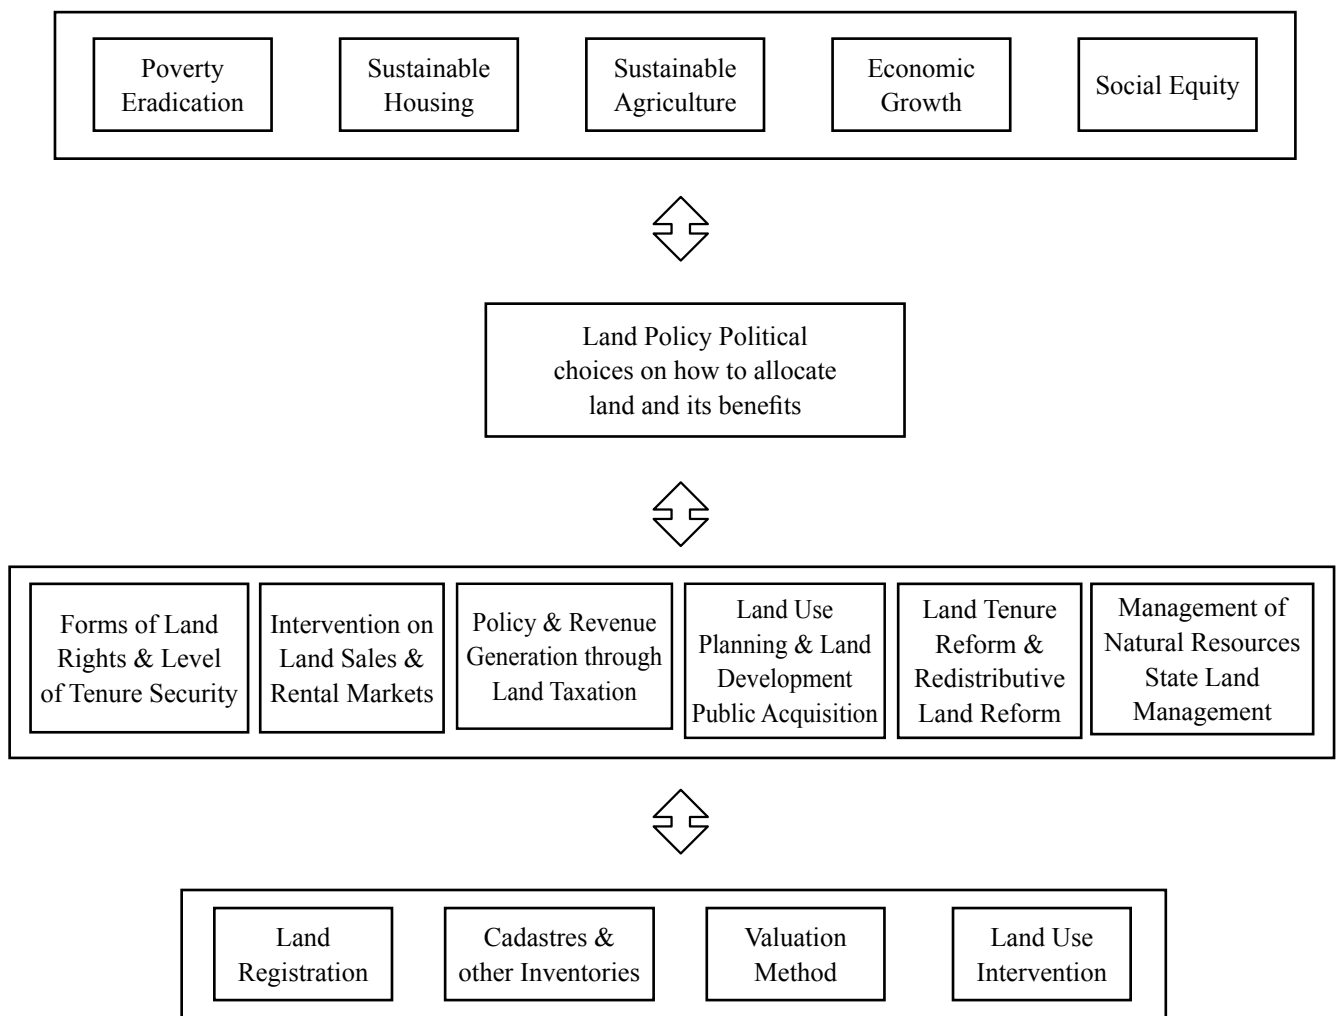 Poverty
Eradication
Sustainable
Housing
Sustainable
Agriculture
Economic
Growth
Social Equity
Land Policy Political
choices on how to allocate
land and its benefits
Forms of Land
Rights & Level
of Tenure Security
Intervention on
Land Sales &
Rental Markets
Policy & Revenue
Generation through
Land Taxation
Land Use
Planning & Land
Development
Public Acquisition
Land Tenure
Reform &
Redistributive
Land Reform
Management of
Natural Resources
State Land
Management
Land
Registration
Cadastres &
other Inventories
Valuation
Method
Land Use
Intervention